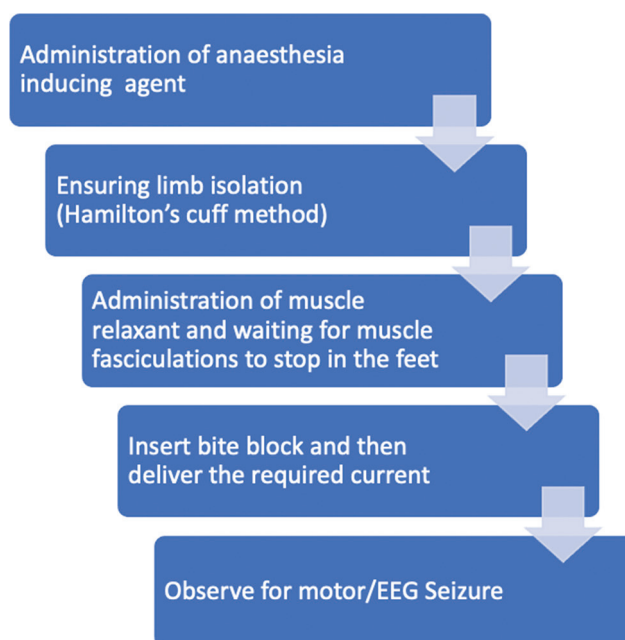 Administration of anaesthesia
inducing agent
Ensuring limb isolation
(Hamilton's cuff method)
Administration of muscle
relaxant and waiting for muscle
fasciculations to stop in the feet
Insert bite block and then
deliver the required current
Observe for motor/EEG Seizure